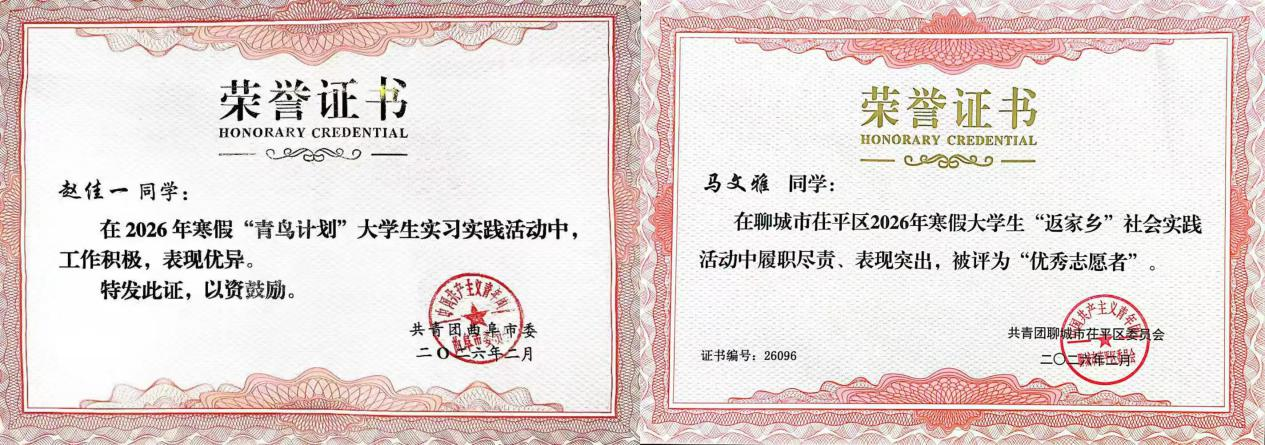 荣誉证书
HONORARY CREDENTIAL
赵佳一同学：
在2026年寒假“青鸟计划”大学生实习实践活动中，
工作积极，表现优异。
特发此证，以资鼓励。
共青团曲阜市委
二〇二六年二月
荣誉证书
HONORARY CREDENTIAL
马文雅 同学：
在聊城市茌平区2026年寒假大学生“返家乡”社会实践
活动中履职尽责、表现突出，被评为“优秀志愿者”。
共青团聊城市茌平区委员会
二〇二六年二月
证书编号：26096